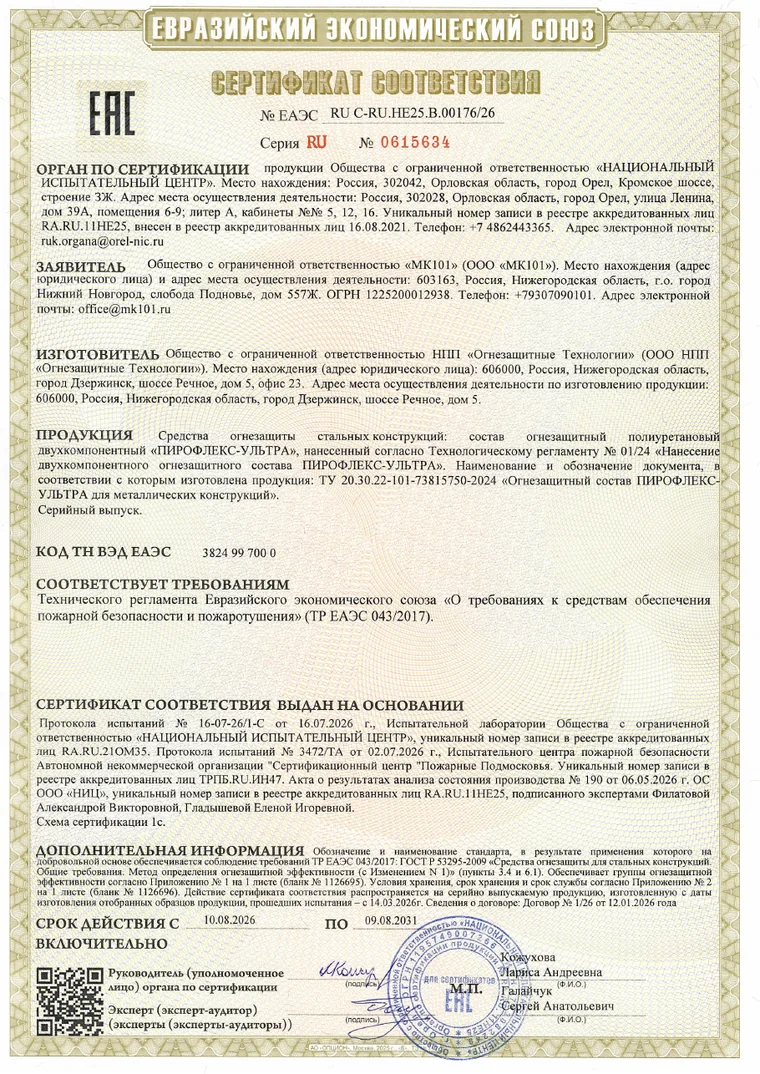 ЕВРАЗИЙСКИЙ ЭКОНОМИЧЕСКИЙ СОЮЗ
СЕРТИФИКАТ СООТВЕТСТВИЯ
ЕАС
№ ЕАЭС RU С-RU.НЕ25.В.00176/26
Серия RU № 0615634
ОРГАН ПО СЕРТИФИКАЦИИ продукции Общества с ограниченной ответственностью «НАЦИОНАЛЬНЫЙ
ИСПЫТАТЕЛЬНЫЙ ЦЕНТР». Место нахождения: Россия, 302042, Орловская область, город Орел, Кромское шоссе,
строение 3Ж. Адрес места осуществления деятельности: Россия, 302028, Орловская область, город Орел, улица Ленина,
дом 39А, помещения 6-9; литер А, кабинеты №№ 5, 12, 16. Уникальный номер записи в реестре аккредитованных лиц
RA.RU.11НЕ25, внесен в реестр аккредитованных лиц 16.08.2021. Телефон: +7 4862443365. Адрес электронной почты:
ruk.organa@orel-nic.ru
ЗАЯВИТЕЛЬ Общество с ограниченной ответственностью «МК101» (ООО «МК101»). Место нахождения (адрес
юридического лица) и адрес места осуществления деятельности: 603163, Россия, Нижегородская область, г.о. город
Нижний Новгород, слобода Подновье, дом 557Ж. ОГРН 1225200012938. Телефон: +79307090101. Адрес электронной
почты: office@mk101.ru
ИЗГОТОВИТЕЛЬ Общество с ограниченной ответственностью НПП «Огнезащитные Технологии» (ООО НПП
«Огнезащитные Технологии»). Место нахождения (адрес юридического лица): 606000, Россия, Нижегородская область,
город Дзержинск, шоссе Речное, дом 5, офис 23. Адрес места осуществления деятельности по изготовлению продукции:
606000, Россия, Нижегородская область, город Дзержинск, шоссе Речное, дом 5.
ПРОДУКЦИЯ Средства огнезащиты стальных конструкций: состав огнезащитный полиуретановый
двухкомпонентный «ПИРОФЛЕКС-УЛЬТРА», нанесенный согласно Технологическому регламенту № 01/24 «Нанесение
двухкомпонентного огнезащитного состава ПИРОФЛЕКС-УЛЬТРА». Наименование и обозначение документа, в
соответствии с которым изготовлена продукция: ТУ 20.30.22-101-73815750-2024 «Огнезащитный состав ПИРОФЛЕКС-
УЛЬТРА для металлических конструкций».
Серийный выпуск.
КОД ТН ВЭД ЕАЭС 3824 99 700 0
СООТВЕТСТВУЕТ ТРЕБОВАНИЯМ
Технического регламента Евразийского экономического союза «О требованиях к средствам обеспечения
пожарной безопасности и пожаротушения» (ТР ЕАЭС 043/2017).
СЕРТИФИКАТ СООТВЕТСТВИЯ ВЫДАН НА ОСНОВАНИИ
Протокола испытаний № 16-07-26/1-С от 16.07.2026 г., Испытательной лаборатории Общества с ограниченной
ответственностью «НАЦИОНАЛЬНЫЙ ИСПЫТАТЕЛЬНЫЙ ЦЕНТР», уникальный номер записи в реестре аккредитованных
лиц RA.RU.21ОМ35. Протокола испытаний № 3472/ТА от 02.07.2026 г., Испытательного центра пожарной безопасности
Автономной некоммерческой организации "Сертификационный центр "Пожарные Подмосковья. Уникальный номер записи в
реестре аккредитованных лиц ТРПБ.RU.ИН47. Акта о результатах анализа состояния производства № 190 от 06.05.2026 г. ОС
ООО «НИЦ», уникальный номер записи в реестре аккредитованных лиц RA.RU.11НЕ25, подписанного экспертами Филатовой
Александрой Викторовной, Гладышевой Еленой Игоревной.
Схема сертификации 1с.
ДОПОЛНИТЕЛЬНАЯ ИНФОРМАЦИЯ Обозначение и наименование стандарта, в результате применения которого на
добровольной основе обеспечивается соблюдение требований ТР ЕАЭС 043/2017: ГОСТ Р 53295-2009 «Средства огнезащиты для стальных конструкций.
Общие требования. Метод определения огнезащитной эффективности (с Изменением N 1)» (пункты 3.4 и 6.1). Обеспечивает группы огнезащитной
эффективности согласно Приложению № 1 на 1 листе (бланк № 1126695). Условия хранения, срок хранения и срок службы согласно Приложению № 2
на 1 листе (бланк № 1126696). Действие сертификата соответствия распространяется на серийно выпускаемую продукцию, изготовленную с даты
изготовления отобранных образцов продукции, прошедших испытания – с 14.03.2026г. Сведения о договоре: Договор № 1/26 от 12.01.2026 года
СРОК ДЕЙСТВИЯ С 10.08.2026 ПО 09.08.2031
ВКЛЮЧИТЕЛЬНО
Руководитель (уполномоченное
лицо) органа по сертификации
(подпись)
Кожухова
Лариса Андреевна
(Ф.И.О.)
М.П.
для сертификатов
ЕАС
Эксперт (эксперт-аудитор)
(эксперты (эксперты-аудиторы))
(подпись)
Галайчук
Сергей Анатольевич
(Ф.И.О.)